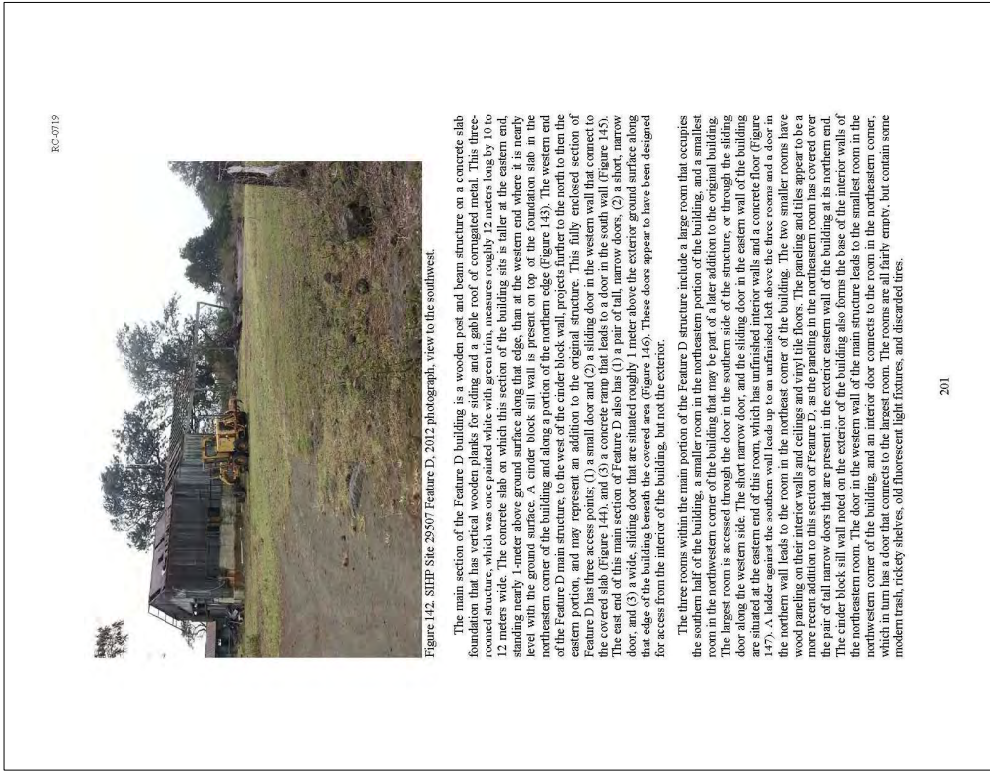 RC-0719
Figure 142. SIHP Site 29507 Feature D, 2012 photograph, view to the southwest.
The main section of the Feature D building is a wooden post and beam structure on a concrete slab
foundation that has vertical wooden planks for siding and a gable roof of corrugated metal. This three-
roomed structure, which was once painted white with green trim, measures roughly 12 meters long by 10 to
12 meters wide. The concrete slab on which this section of the building sits is taller at the eastern end,
standing nearly 1-meter above ground surface along that edge, than at the western end where it is nearly
level with the ground surface. A cinder block sill wall is present on top of the foundation slab in the
northeastern corner of the building and along a portion of the northern edge (Figure 143). The western end
of the Feature D main structure, to the west of the cinder block wall, projects further to the north to then the
eastern portion, and may represent an addition to the original structure. This fully enclosed section of
Feature D has three access points; (1) a small door and (2) a sliding door in the western wall that connect to
the covered slab (Figure 144), and (3) a concrete ramp that leads to a door in the south wall (Figure 145).
The east end of this main section of Feature D also has (1) a pair of tall, narrow doors, (2) a short, narrow
door, and (3) a wide, sliding door that are situated roughly 1 meter above the exterior ground surface along
that edge of the building beneath the covered area (Figure 146). These doors appear to have been designed
for access from the interior of the building, but not the exterior.
The three rooms within the main portion of the Feature D structure include a large room that occupies
the southern half of the building, a smaller room in the northeastern portion of the building, and a smallest
room in the northwestern corner of the building that may be part of a later addition to the original building.
The largest room is accessed through the door in the southern side of the structure, or through the sliding
door along the western side. The short narrow door, and the sliding door in the eastern wall of the building
are situated at the eastern end of this room, which has unfinished interior walls and a concrete floor (Figure
147). A ladder against the southern wall leads up to an unfinished loft above the three rooms and a door in
the northern wall leads to the room in the northeast corner of the building. The two smaller rooms have
wood paneling on their interior walls and ceilings and vinyl tile floors. The paneling and tiles appear to be a
more recent addition to this section of Feature D, as the paneling in the northeastern room has covered over
the pair of tall narrow doors that are present in the exterior eastern wall of the building at its northern end.
The cinder block sill wall noted on the exterior of the building also forms the base of the interior walls of
the northeastern room. The door in the western wall of the main structure leads to the smallest room in the
northwestern corner of the building, and an interior door connects to the room in the northeastern corner,
which in turn has a door that connects to the largest room. The rooms are all fairly empty, but contain some
modern trash, rickety shelves, old fluorescent light fixtures, and discarded tires.
201